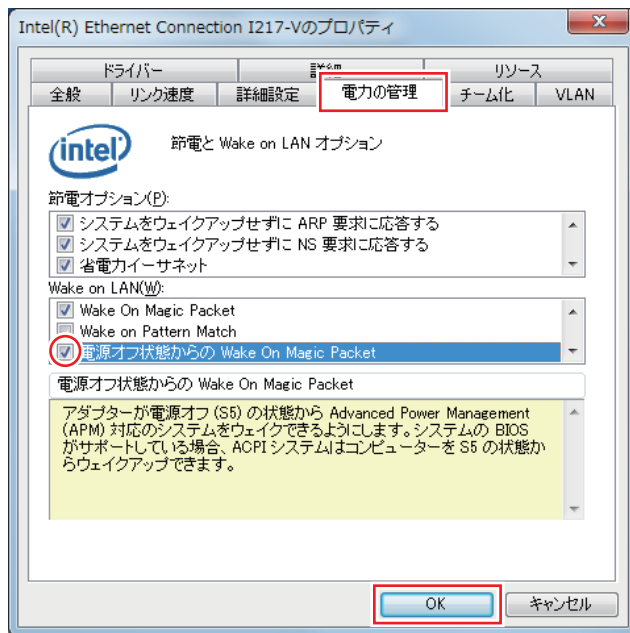 Intel(R) Ethernet Connection I217-Vのプロパティ
ドライバー 詳細 リソース
全般 リンク速度 詳細設定 電力の管理 チーム化 VLAN
intel 節電と Wake on LAN オプション
節電オプション(P):
システムをウェイクアップせずに ARP 要求に応答する
システムをウェイクアップせずに NS 要求に応答する
省電力イーサネット
Wake on LAN(W):
Wake On Magic Packet
Wake on Pattern Match
電源オフ状態からの Wake On Magic Packet
電源オフ状態からの Wake On Magic Packet
アダプターが電源オフ (S5) の状態から Advanced Power Management
(APM) 対応のシステムをウェイクできるようにします。システムの BIOS
がサポートしている場合、ACPI システムはコンピューターを S5 の状態か
らウェイクアップできます。
OK キャンセル